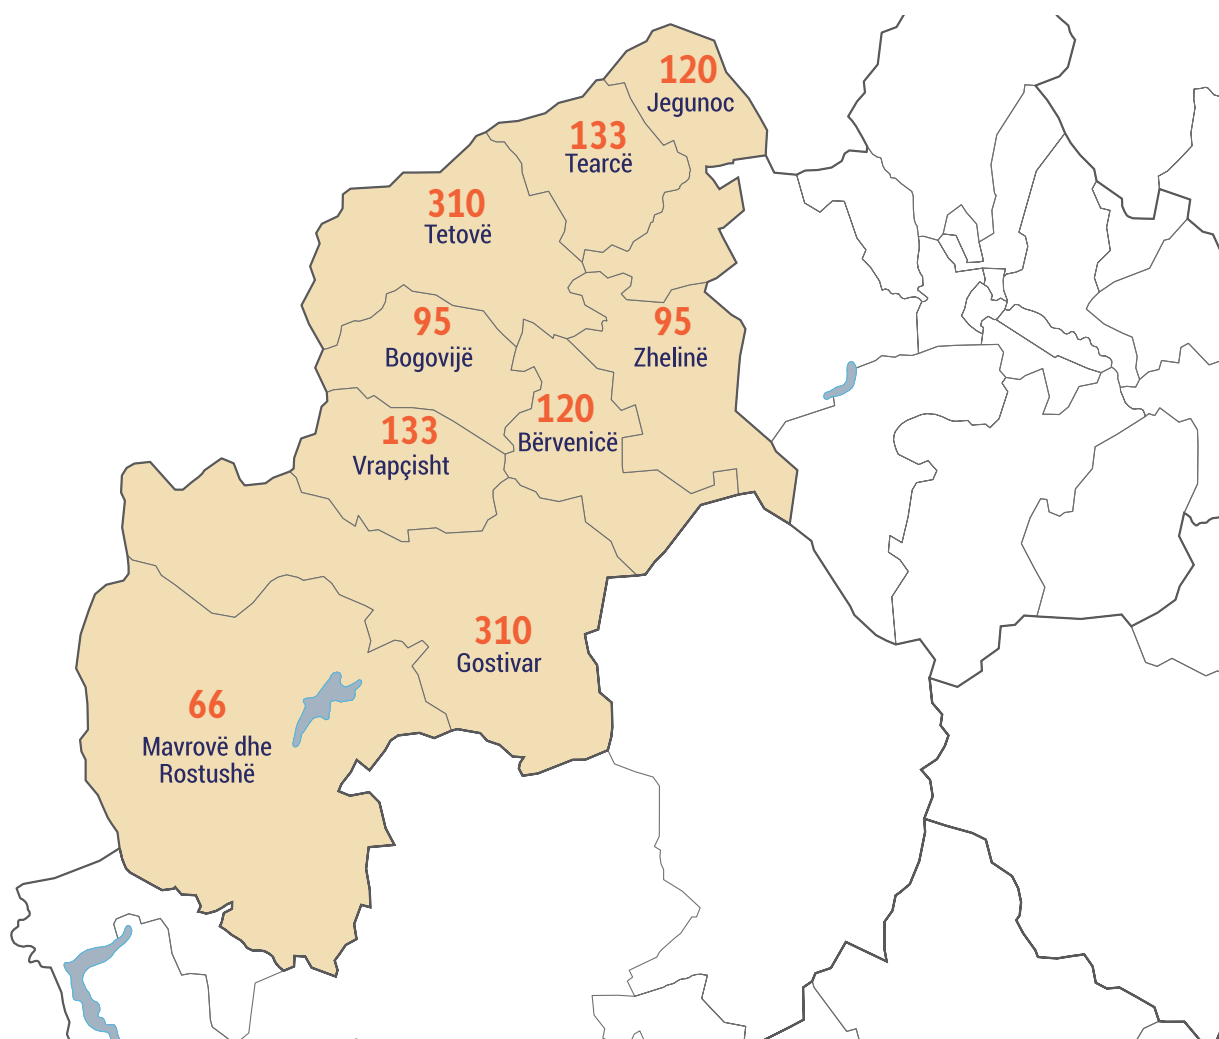 120
Jegunoc
133
Tearcë
310
Tetovë
95
Bogovijë
95
Zhelinë
120
Bërvenicë
133
Vrapçisht
310
Gostivar
66
Mavrovë dhe
Rostushë